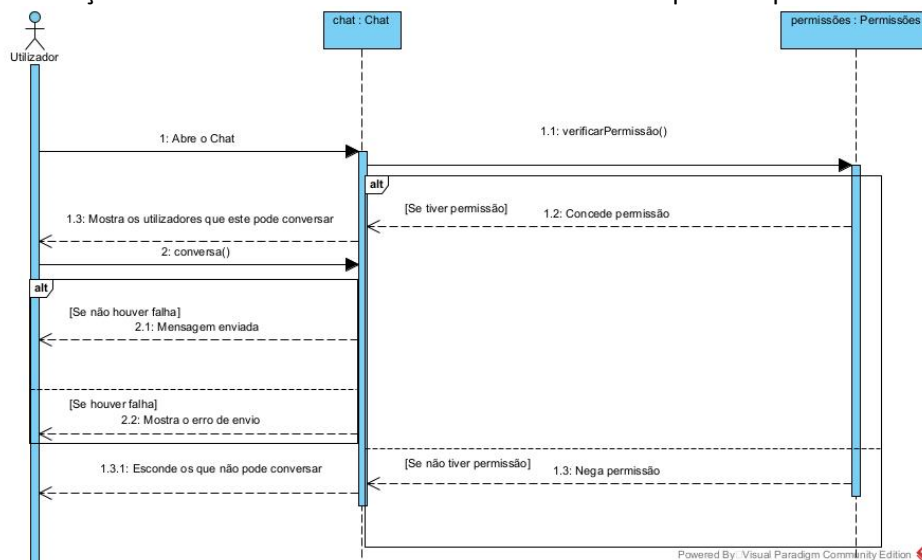 chat : Chat
permissões : Permissões
Utilizador
1: Abre o Chat
1.1: verificarPermissão()
alt
[Se tiver permissão]
1.2: Concede permissão
1.3: Mostra os utilizadores que este pode conversar
2: conversa()
alt
[Se não houver falha]
2.1: Mensagem enviada
[Se houver falha]
2.2: Mostra o erro de envio
[Se não tiver permissão]
1.3: Nega permissão
1.3.1: Esconde os que não pode conversar
Powered By Visual Paradigm Community Edition